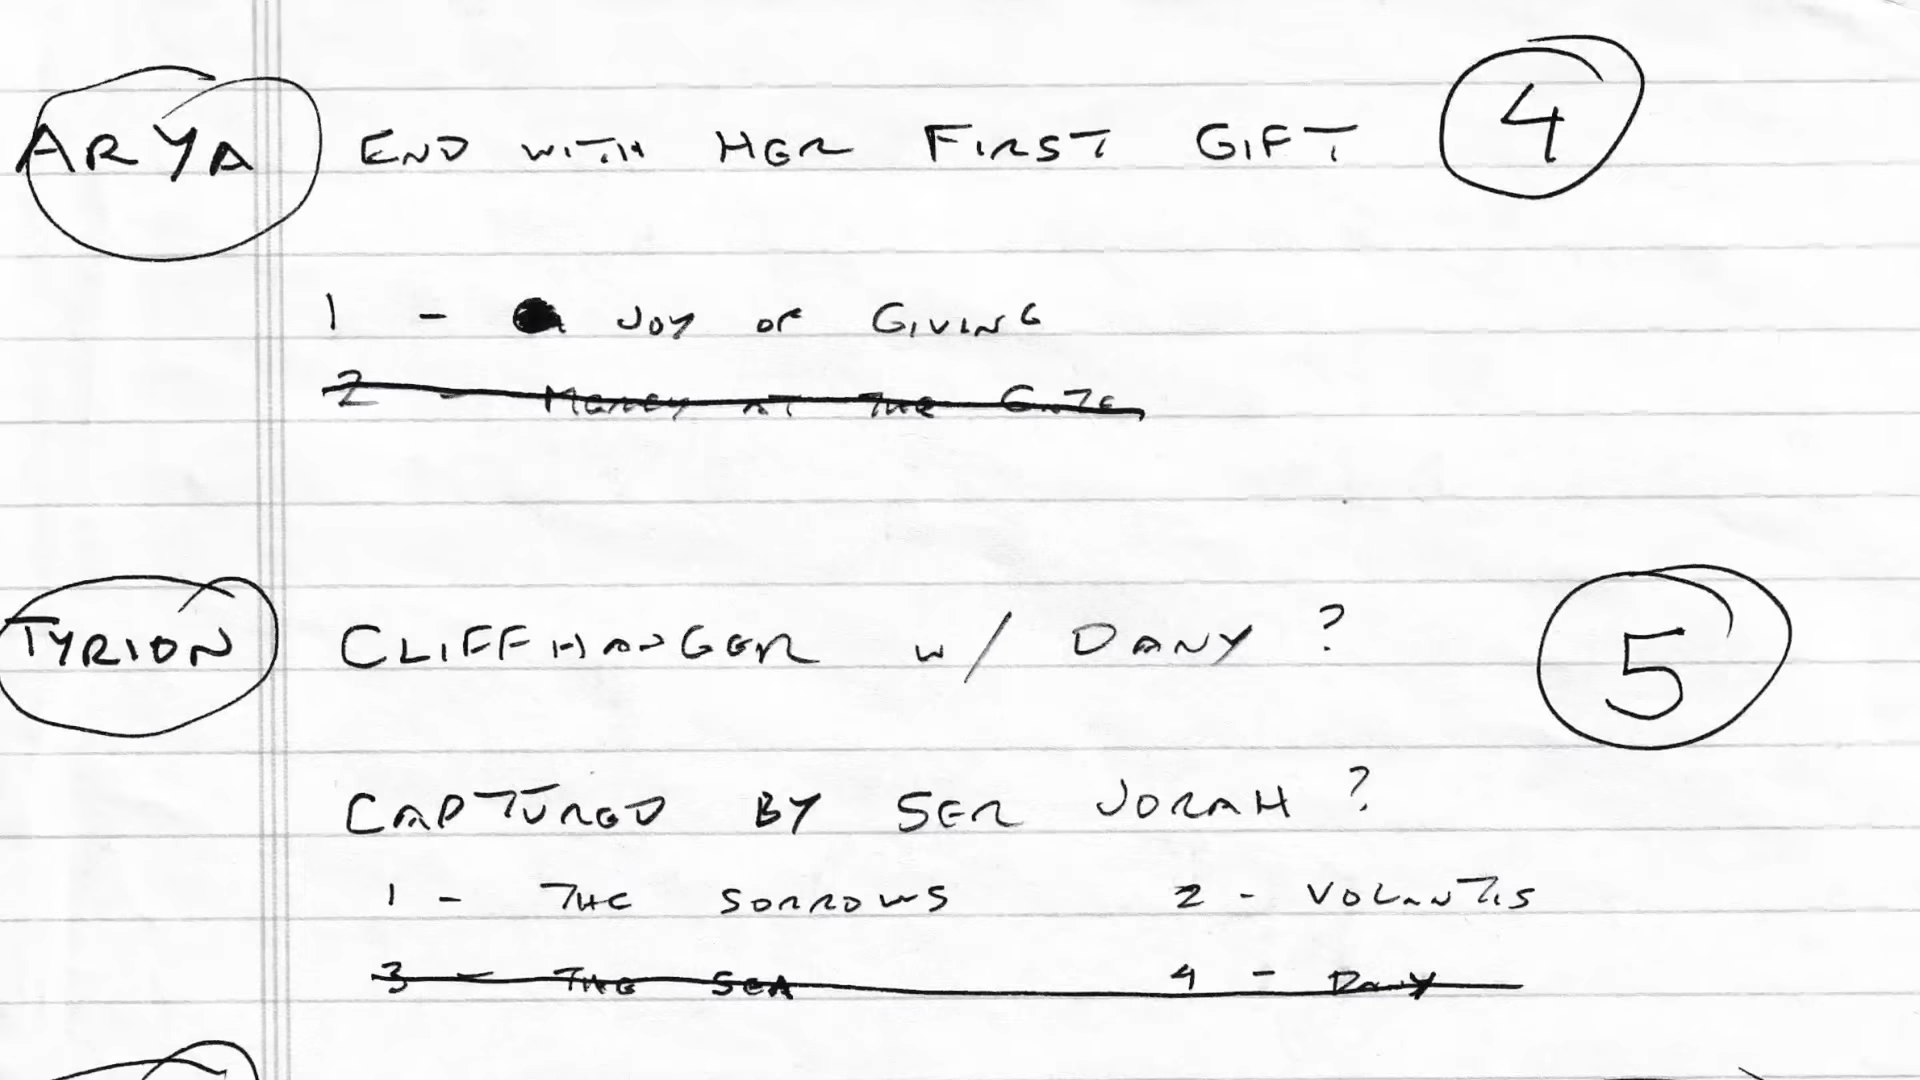 ARYA END WITH HER FIRST GIFT 4
1 - JOY OF GIVING
2 - MERCY AT THE GATE
TYRION CLIFFHANGER w/ DANY ? 5
CAPTURED BY SER JORAH ?
1 - THE SORROWS 2 - VOLANTIS
3 - THE SEA 4 - DANY